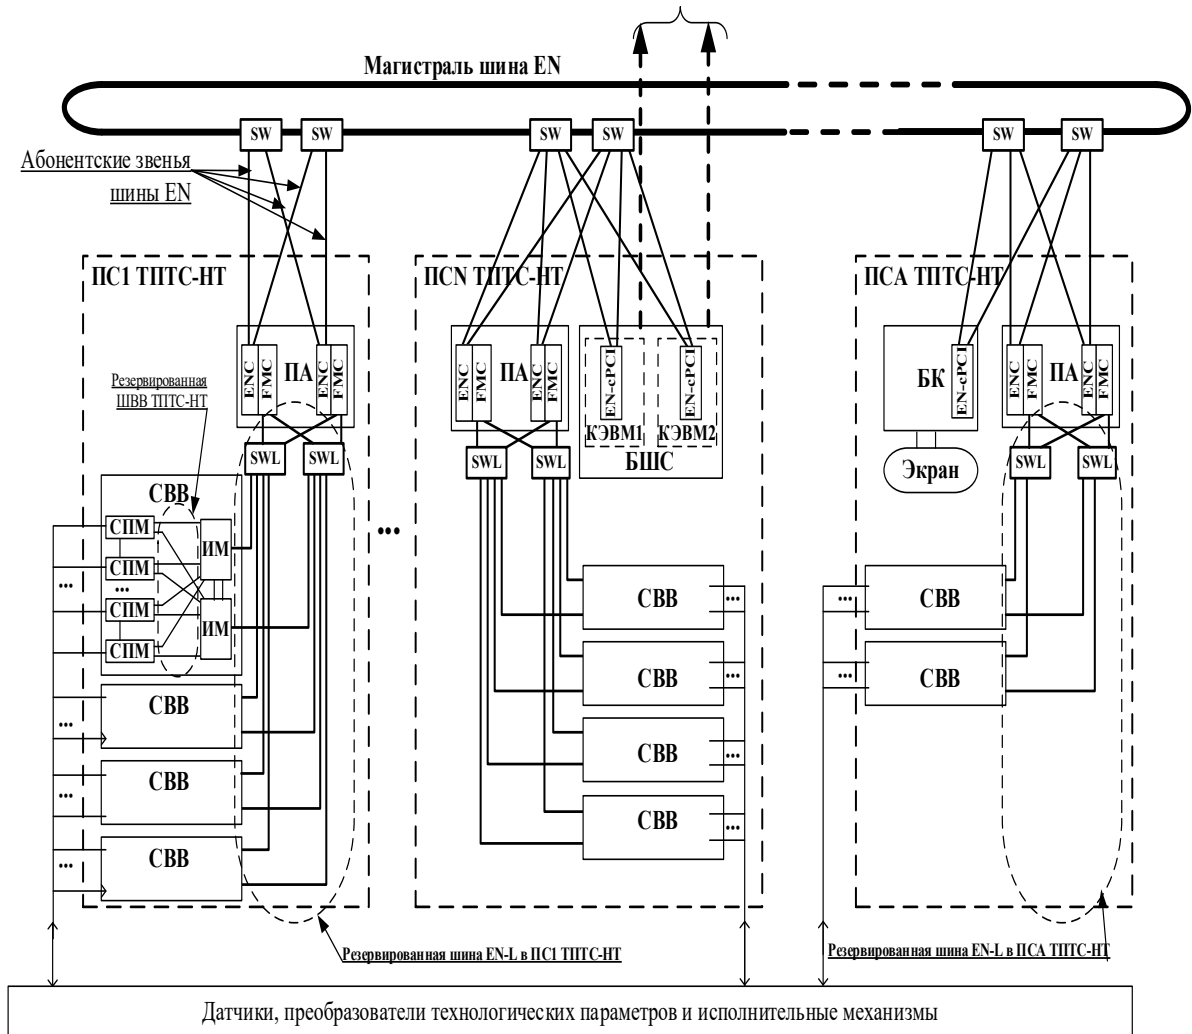 Магистраль шина EN
SW
SW
SW
SW
SW
SW
Абонентские звенья
шины EN
ПС1 ТПТС-НТ
ПСN ТПТС-НТ
ПСА ТПТС-НТ
ENC
FMC
ПА
ENC
FMC
ENC
FMC
ПА
ENC
FMC
EN-cPCI
EN-cPCI
КЭВМ1
КЭВМ2
БШС
БК
EN-cPCI
ENC
FMC
ПА
ENC
FMC
Экран
Резервированная
ШВВ ТПТС-НТ
SWL
SWL
SWL
SWL
SWL
SWL
СВВ
СПМ
СПМ
...
СПМ
СПМ
ИМ
ИМ
...
...
СВВ
...
СВВ
...
СВВ
...
...
СВВ
...
СВВ
...
СВВ
...
СВВ
...
...
СВВ
...
СВВ
Резервированная шина EN-L в ПС1 ТПТС-НТ
Резервированная шина EN-L в ПСА ТПТС-НТ
Датчики, преобразователи технологических параметров и исполнительные механизмы